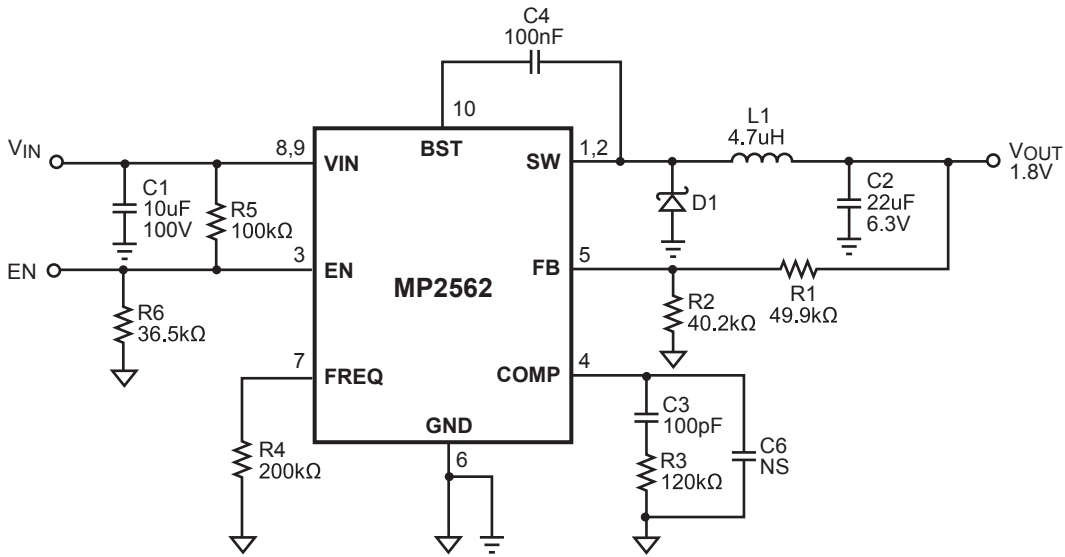 C4
100nF
10
L1
4.7uH
VIN
8,9
VIN
BST
SW
1,2
VOUT
1.8V
C1
10uF
100V
R5
100kΩ
D1
C2
22uF
6.3V
EN
3
EN
MP2562
FB
5
R1
49.9kΩ
R2
40.2kΩ
R6
36.5kΩ
7
FREQ
COMP
4
GND
6
R4
200kΩ
C3
100pF
R3
120kΩ
C6
NS